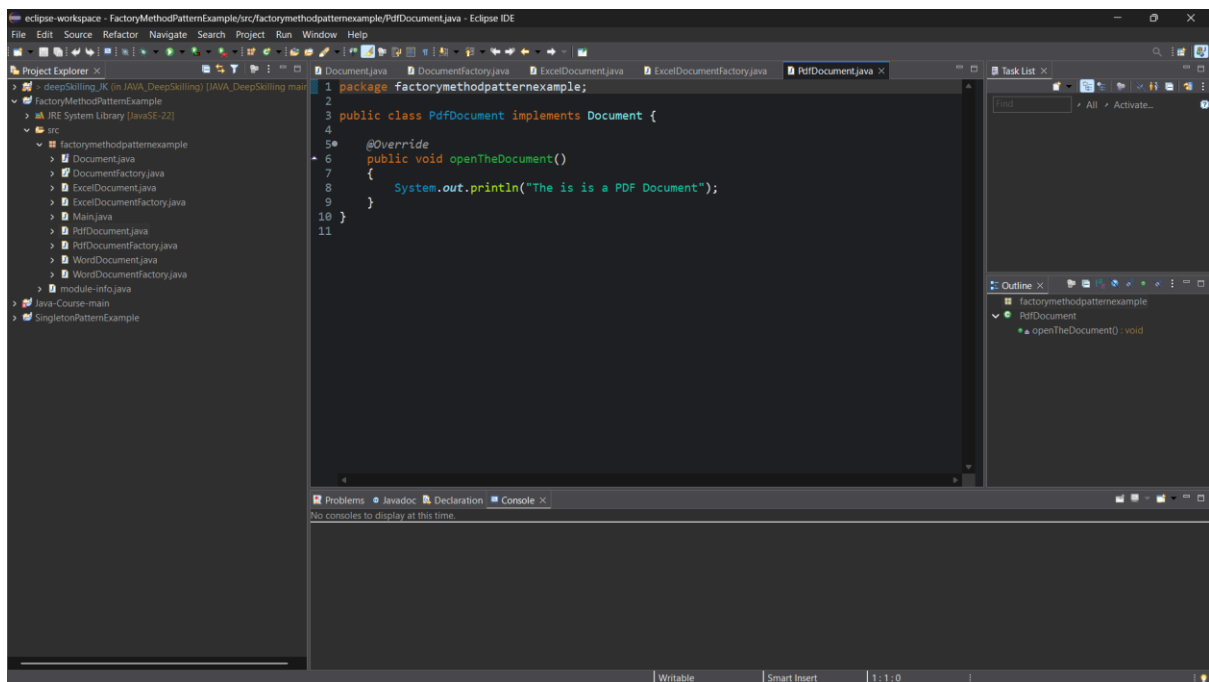 eclipse-workspace - FactoryMethodPatternExample/src/factorymethodpatternexample/PdfDocument.java - Eclipse IDE
File Edit Source Refactor Navigate Search Project Run Window Help
Project Explorer
> deepSkilling_JK (in JAVA_DeepSkilling) [JAVA_DeepSkilling main
FactoryMethodPatternExample
JRE System Library [JavaSE-22]
src
factorymethodpatternexample
Document.java
DocumentFactory.java
ExcelDocument.java
ExcelDocumentFactory.java
Main.java
PdfDocument.java
PdfDocumentFactory.java
WordDocument.java
WordDocumentFactory.java
module-info.java
Java-Course-main
SingletonPatternExample
Document.java DocumentFactory.java ExcelDocument.java ExcelDocumentFactory.java PdfDocument.java
1 package factorymethodpatternexample;
2
3 public class PdfDocument implements Document {
4
5 @Override
6 public void openTheDocument()
7 {
8 System.out.println("The is is a PDF Document");
9 }
10 }
11
Task List
Find All Activate...
Outline
factorymethodpatternexample
PdfDocument
openTheDocument() : void
Problems Javadoc Declaration Console
No consoles to display at this time.
Writable Smart Insert 1 : 1 : 0